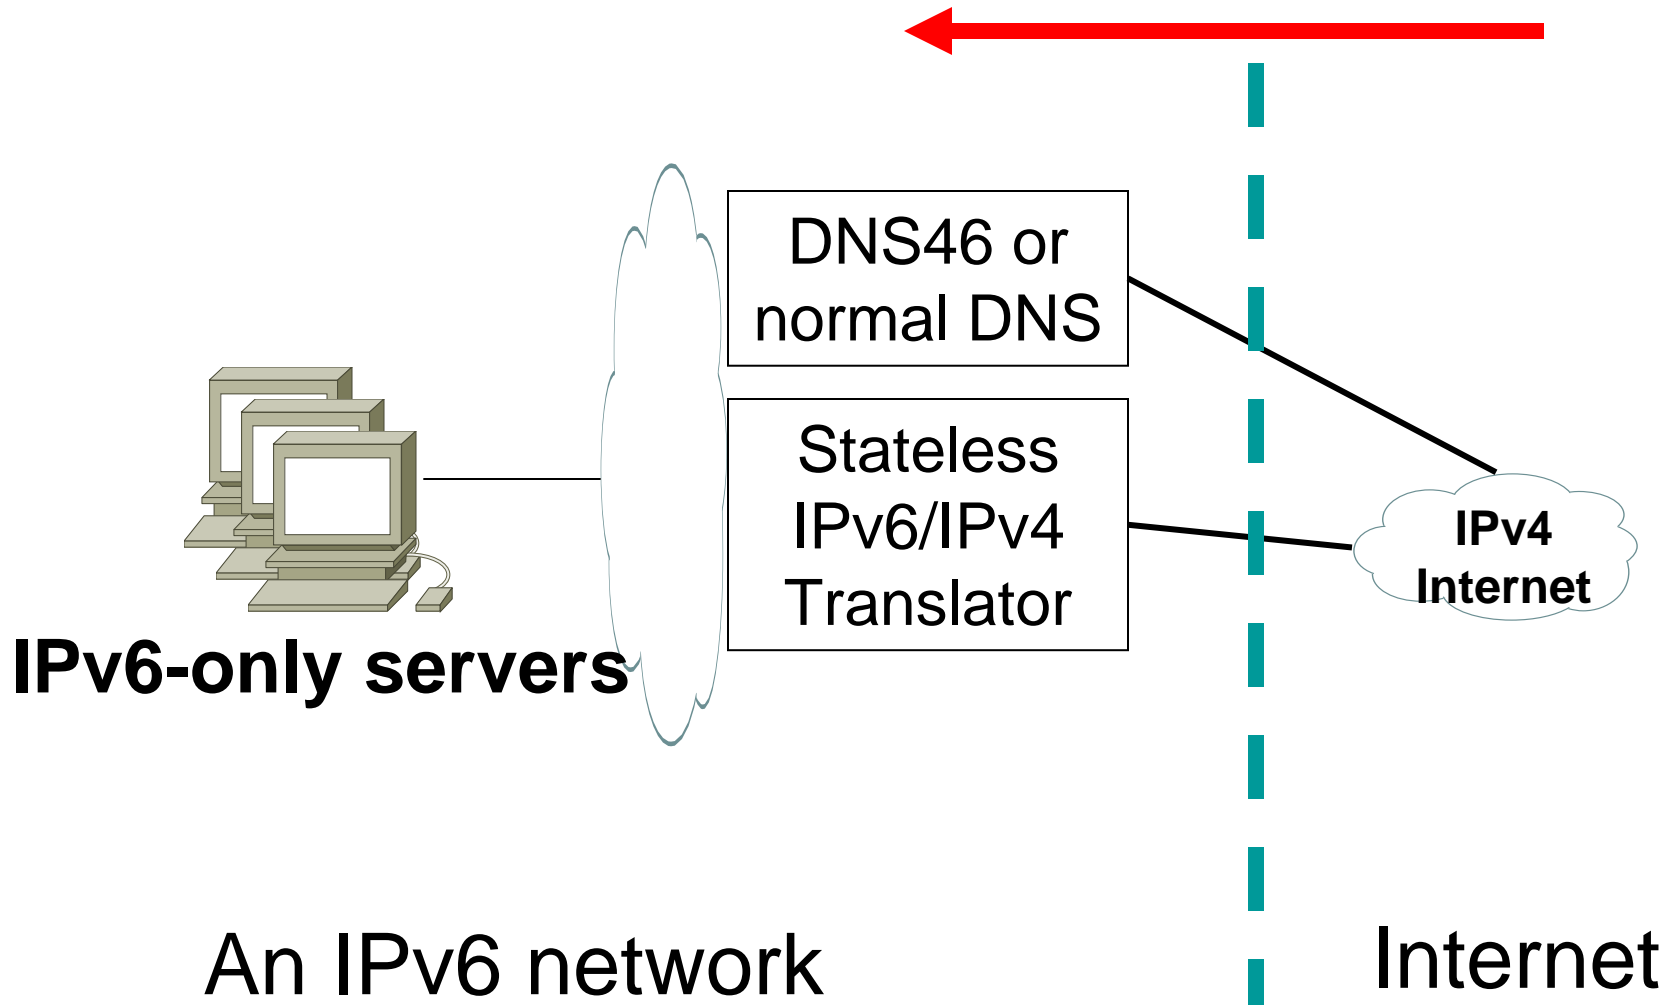 DNS46 or
normal DNS
Stateless
IPv6/IPv4
Translator
IPv4
Internet
IPv6-only servers
An IPv6 network
Internet